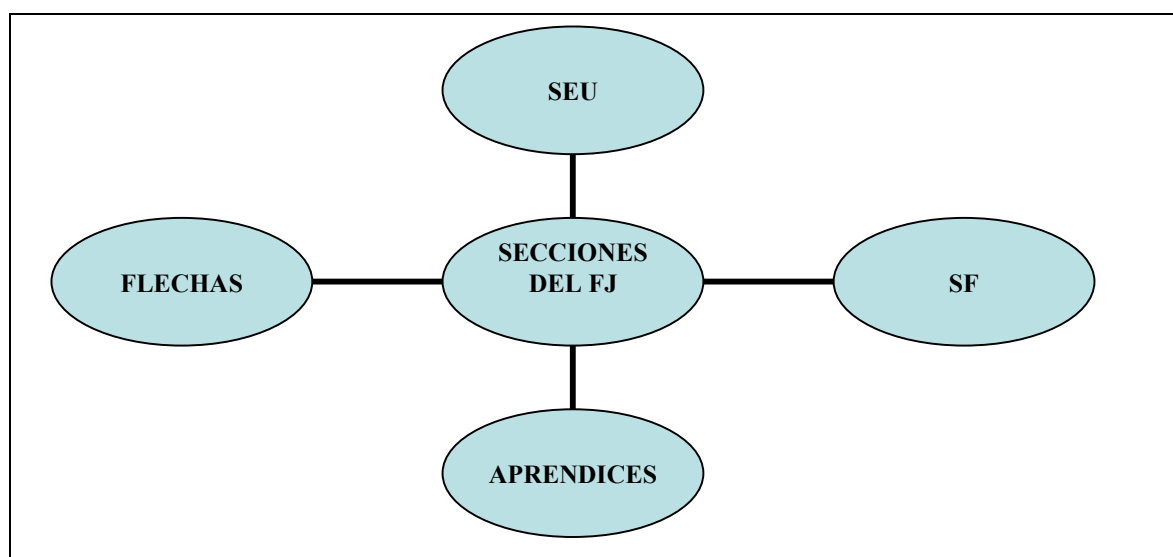 SEU
FLECHAS
SECCIONES
DEL FJ
SF
APRENDICES